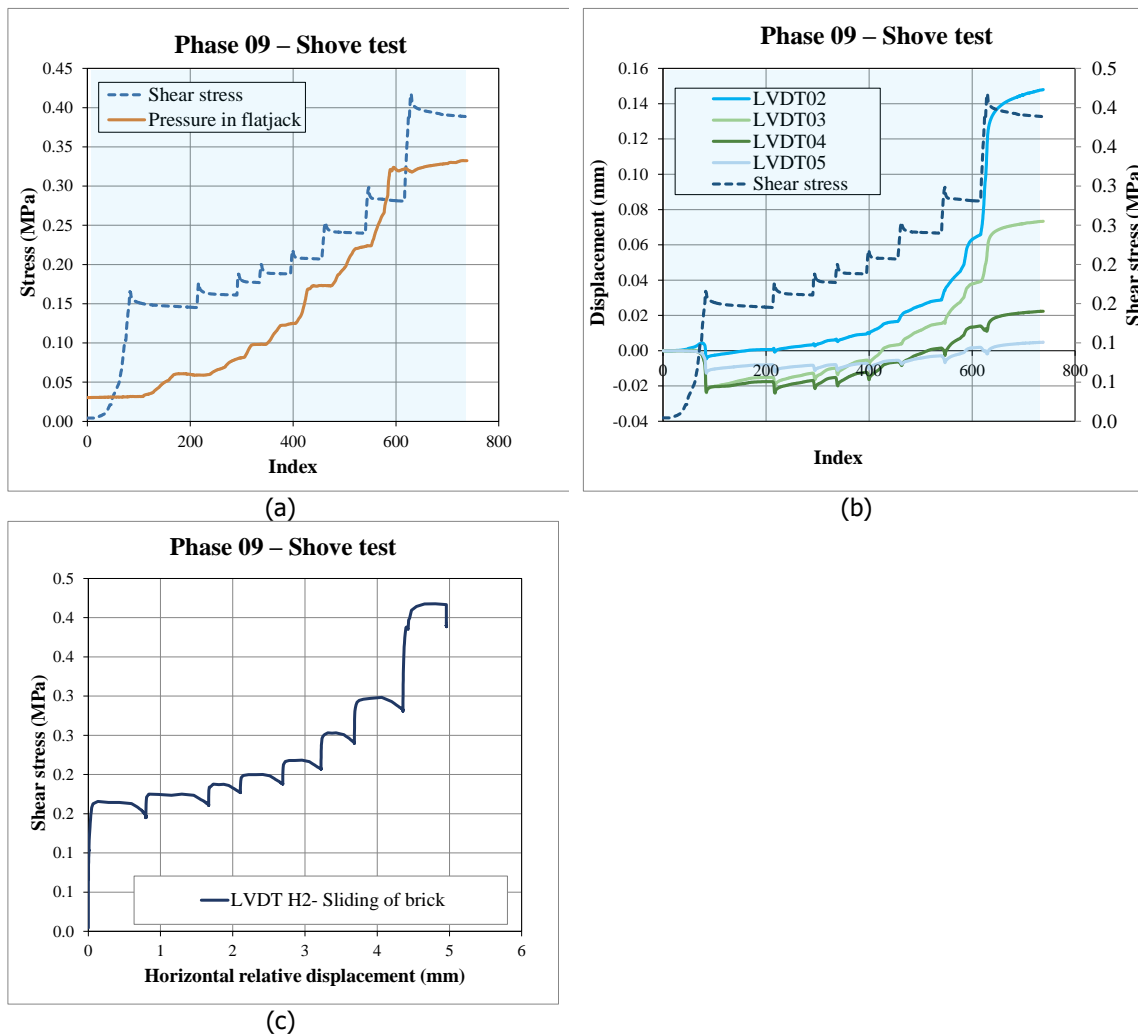 Phase 09 – Shove test
0.45
0.40
0.35
0.30
0.25
0.20
0.15
0.10
0.05
0.00
Stress (MPa)
Shear stress
Pressure in flatjack
0 200 400 600 800
Index
(a)
Phase 09 – Shove test
0.16
0.14
0.12
0.10
0.08
0.06
0.04
0.02
0.00
-0.02
-0.04
Displacement (mm)
LVDT02
LVDT03
LVDT04
LVDT05
Shear stress
0 200 400 600 800
Index
0.5
0.4
0.4
0.3
0.3
0.2
0.2
0.1
0.1
0.0
Shear stress (MPa)
(b)
Phase 09 – Shove test
0.5
0.4
0.4
0.3
0.3
0.2
0.2
0.1
0.1
0.0
Shear stress (MPa)
LVDT H2- Sliding of brick
0 1 2 3 4 5 6
Horizontal relative displacement (mm)
(c)